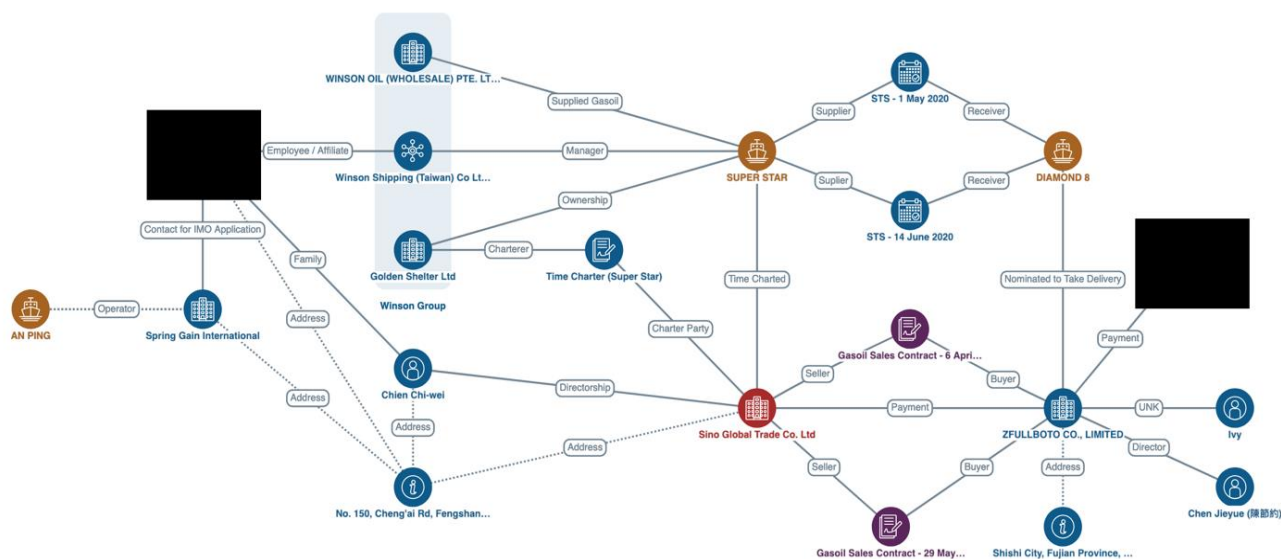 WINSON OIL (WHOLESALE) PTE. LT...
Supplied Gasoil
STS - 1 May 2020
Supplier
Receiver
Employee / Affiliate
Winson Shipping (Taiwan) Co Lt...
Manager
SUPER STAR
DIAMOND 8
Suplier
Receiver
Ownership
STS - 14 June 2020
Contact for IMO Application
Family
Golden Shelter Ltd
Charterer
Time Charter (Super Star)
Time Charted
Nominated to Take Delivery
Winson Group
AN PING
Operator
Spring Gain International
Address
Charter Party
Payment
Gasoil Sales Contract - 6 Apri...
Seller
Buyer
Chien Chi-wei
Directorship
Address
Address
Sino Global Trade Co. Ltd
Payment
ZFULLBOTO CO., LIMITED
UNK
Ivy
Address
Seller
Buyer
Director
Address
No. 150, Cheng'ai Rd, Fengshan...
Gasoil Sales Contract - 29 May...
Shishi City, Fujian Province, ...
Chen Jieyue (陳節約)